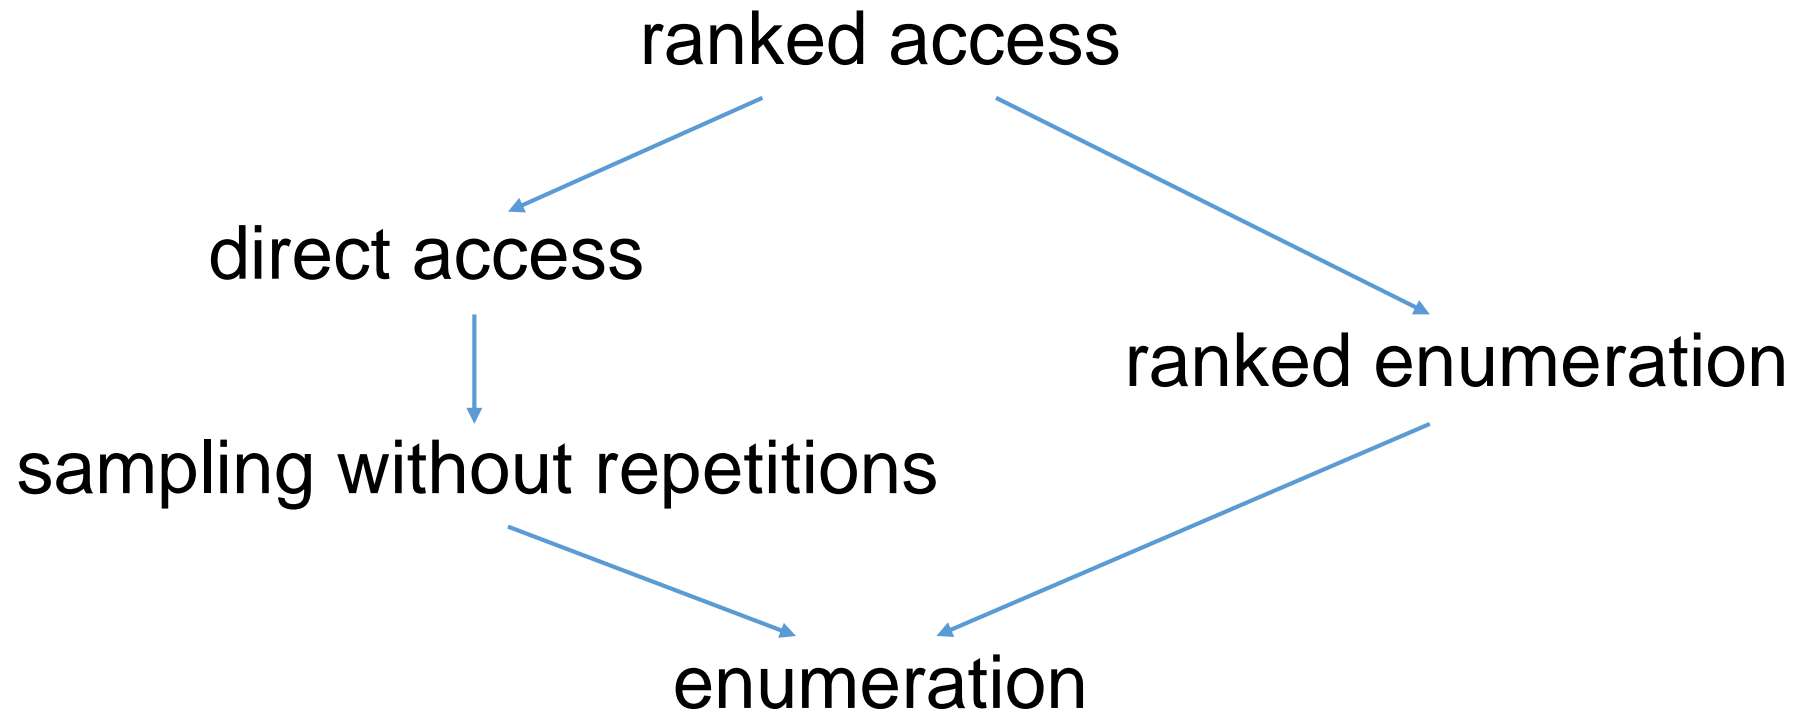 ranked access
direct access
ranked enumeration
sampling without repetitions
enumeration